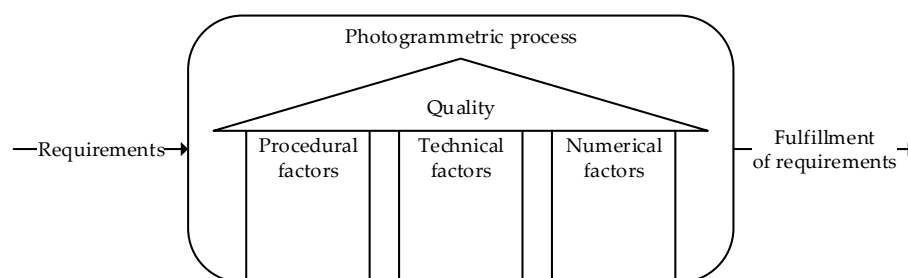 Photogrammetric process
Quality
Requirements
Procedural
factors
Technical
factors
Numerical
factors
Fulfillment
of requirements